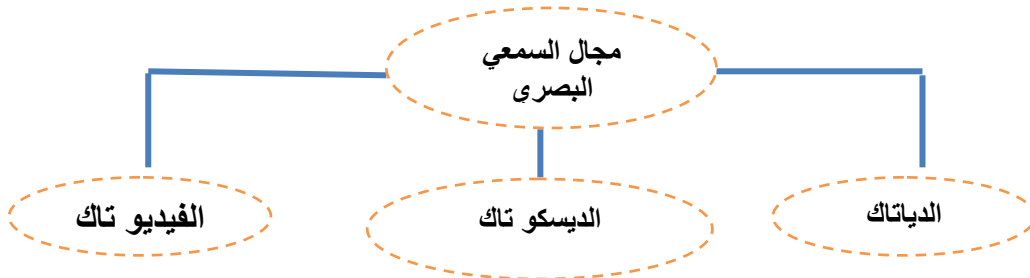 مجال السمعي
البصري
الدياتاك
الديسكو تاك
الفيديو تاك